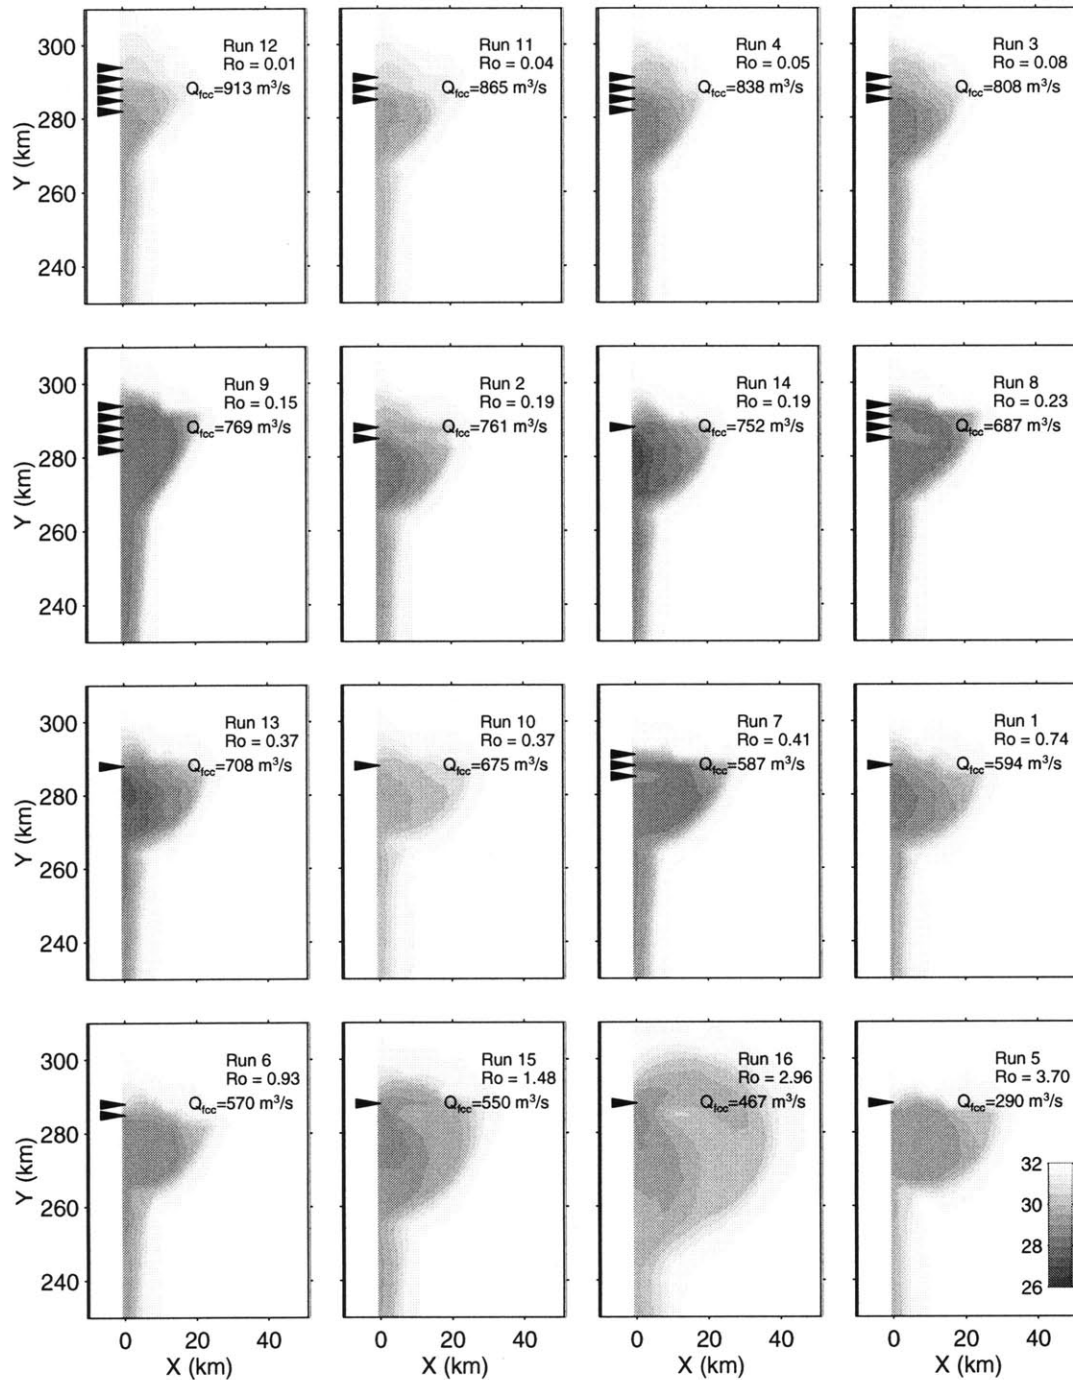 300
280
260
240
Y (km)
Run 12
Ro = 0.01
Qfcc=913 m³/s
Run 11
Ro = 0.04
Qfcc=865 m³/s
Run 4
Ro = 0.05
Qfcc=838 m³/s
Run 3
Ro = 0.08
Qfcc=808 m³/s
300
280
260
240
Y (km)
Run 9
Ro = 0.15
Qfcc=769 m³/s
Run 2
Ro = 0.19
Qfcc=761 m³/s
Run 14
Ro = 0.19
Qfcc=752 m³/s
Run 8
Ro = 0.23
Qfcc=687 m³/s
300
280
260
240
Y (km)
Run 13
Ro = 0.37
Qfcc=708 m³/s
Run 10
Ro = 0.37
Qfcc=675 m³/s
Run 7
Ro = 0.41
Qfcc=587 m³/s
Run 1
Ro = 0.74
Qfcc=594 m³/s
300
280
260
240
Y (km)
Run 6
Ro = 0.93
Qfcc=570 m³/s
Run 15
Ro = 1.48
Qfcc=550 m³/s
Run 16
Ro = 2.96
Qfcc=467 m³/s
Run 5
Ro = 3.70
Qfcc=290 m³/s
32
30
28
26
0 20 40
X (km)
0 20 40
X (km)
0 20 40
X (km)
0 20 40
X (km)